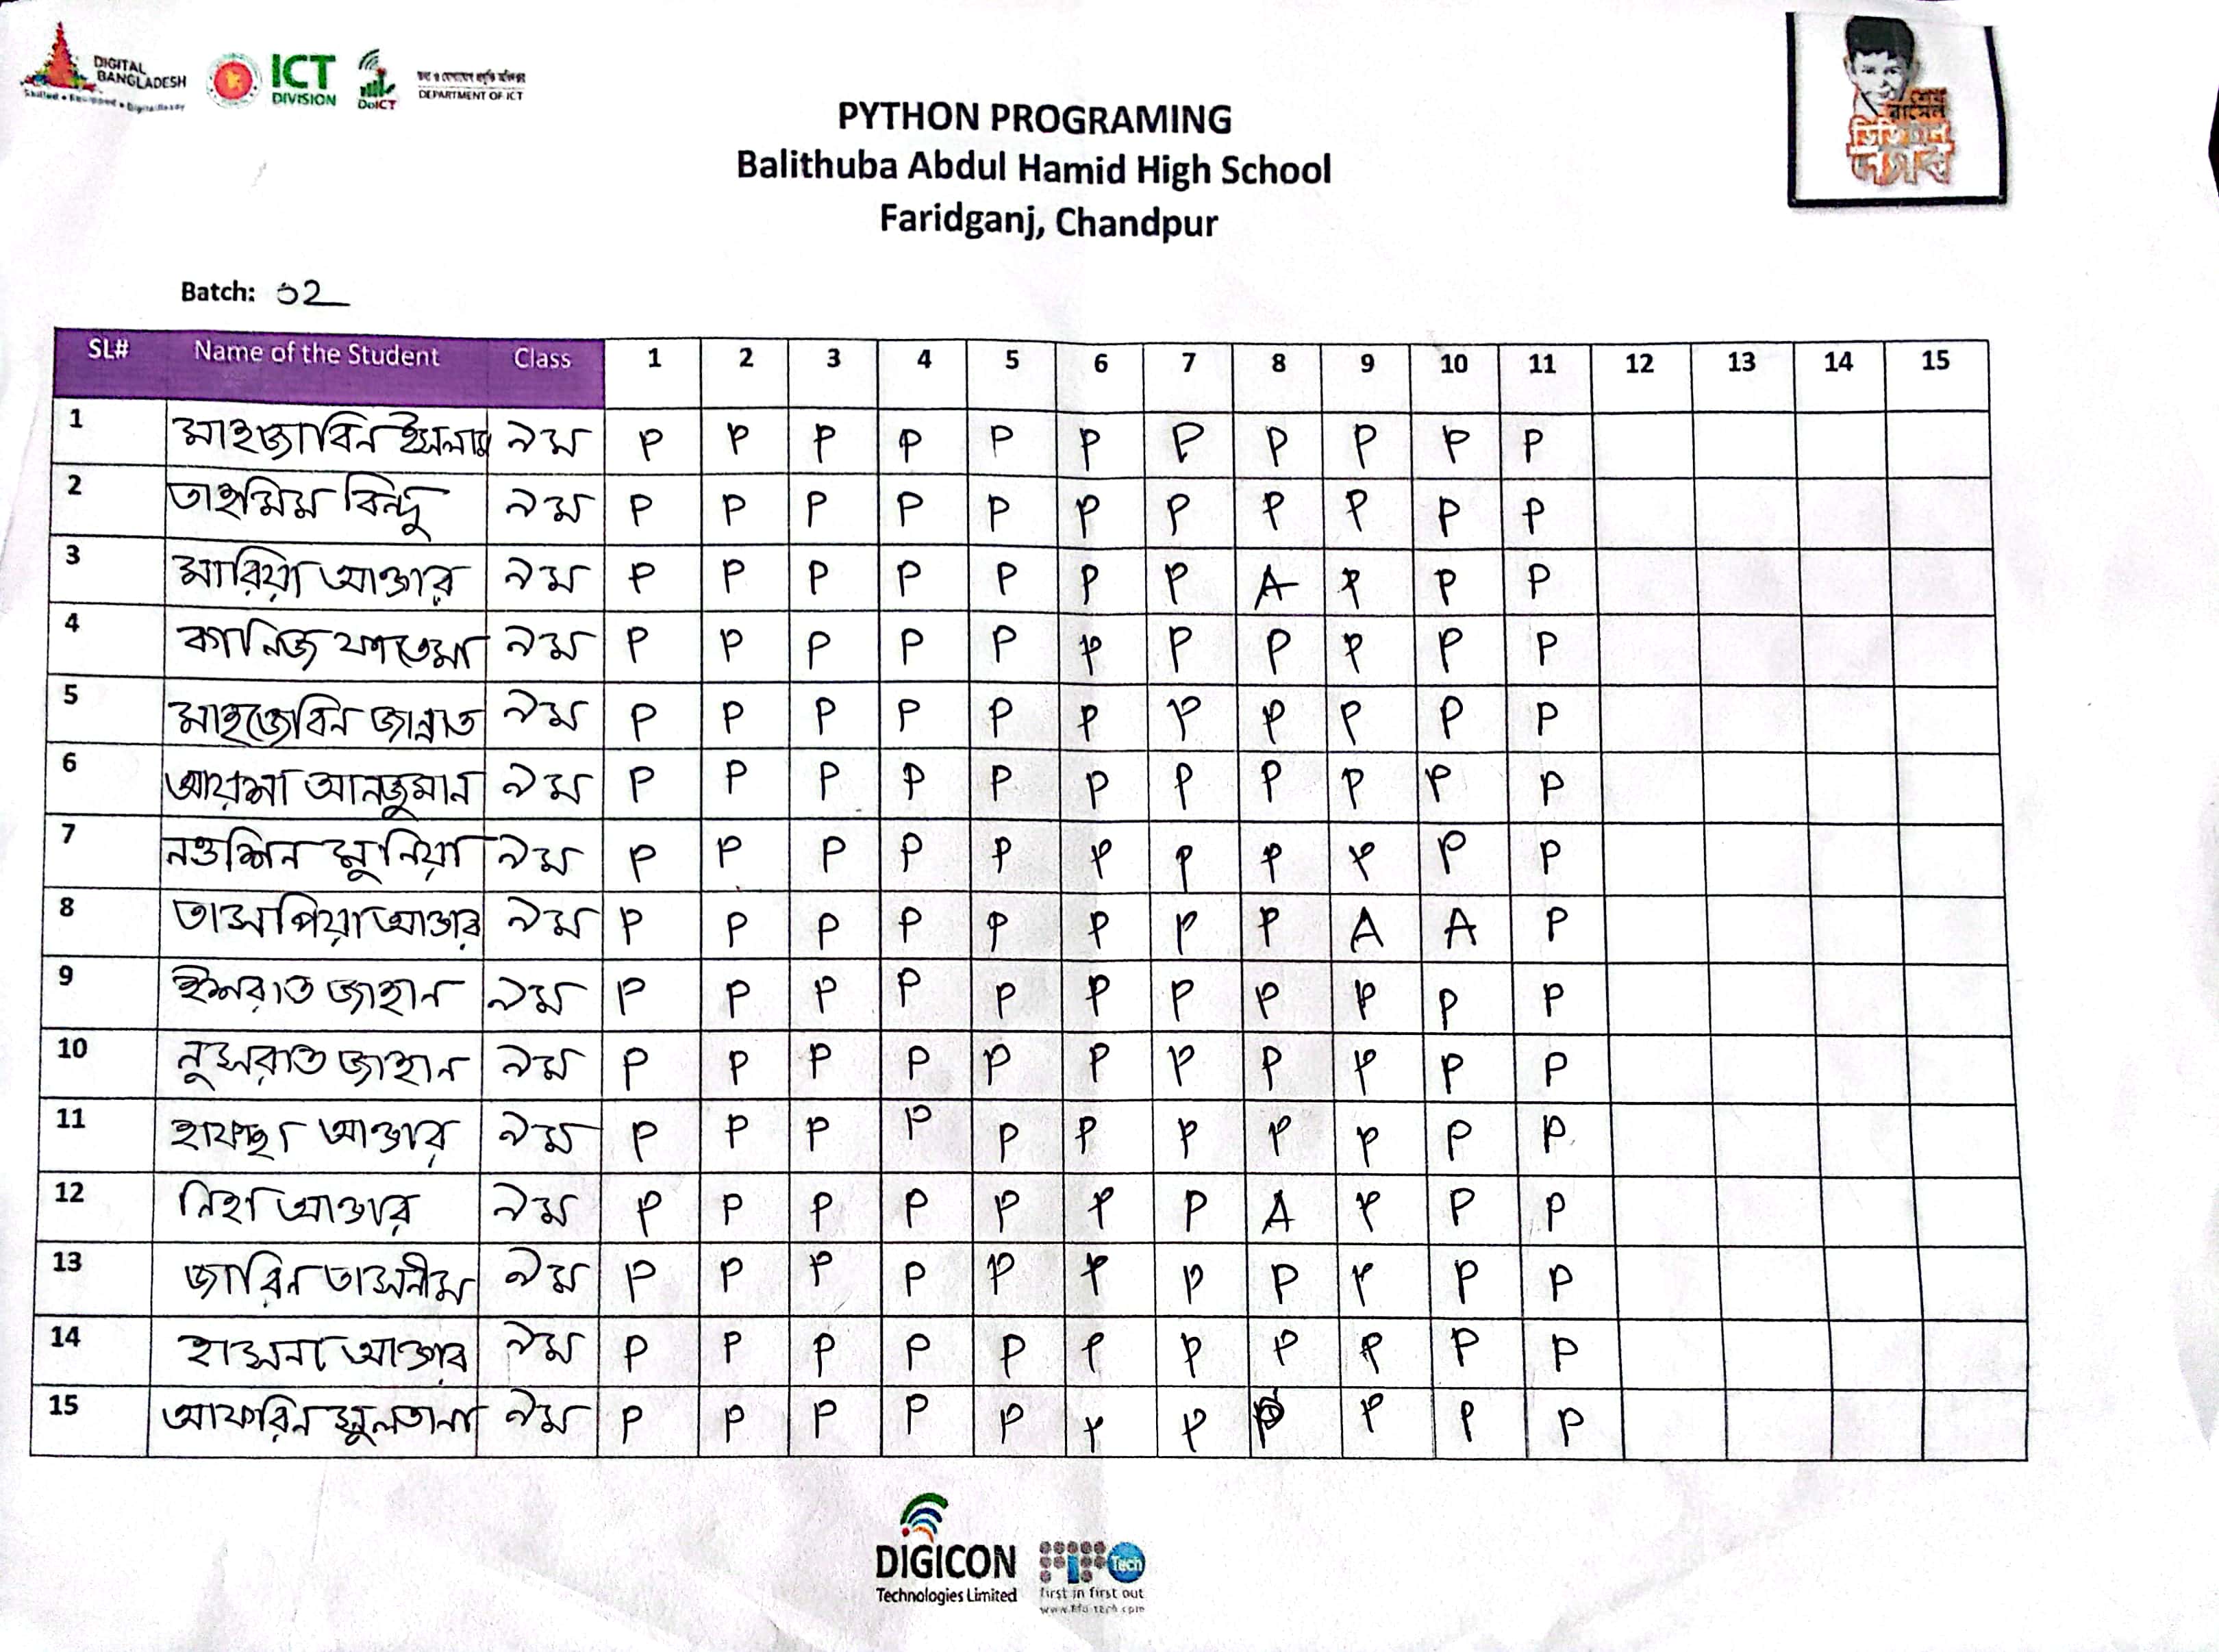 DIGITAL
BANGLADESH
Skilled • Equipped • DigitalReady
ICT
DIVISION
DoICT
তথ্য ও যোগাযোগ প্রযুক্তি অধিদপ্তর
DEPARTMENT OF ICT
শেখ
রাসেল
ডিজিটাল
ল্যাব
PYTHON PROGRAMING
Balithuba Abdul Hamid High School
Faridganj, Chandpur
Batch: 02
SL# Name of the Student Class 1 2 3 4 5 6 7 8 9 10 11 12 13 14 15
1 মাহজাবিন ইসলাম ৯ম P P P P P P P P P P P
2 তাহমিম বিন্দু ৯ম P P P P P P P P P P P
3 মারিয়া আক্তার ৯ম P P P P P P P A P P P
4 কানিজ ফাতেমা ৯ম P P P P P P P P P P P
5 মাহজেবিন জান্নাত ৯ম P P P P P P P P P P P
6 আয়শা আনজুমান ৯ম P P P P P P P P P P P
7 নওশিন মুনিয়া ৯ম P P P P P P P P P P P
8 তাসপিয়া আক্তার ৯ম P P P P P P P P A A P
9 ইশরাত জাহান ৯ম P P P P P P P P P P P
10 নুসরাত জাহান ৯ম P P P P P P P P P P P
11 হাফছা আক্তার ৯ম P P P P P P P P P P P
12 নিহা আক্তার ৯ম P P P P P P P A P P P
13 জারিন তাসনীম ৯ম P P P P P P P P P P P
14 হাসনা আক্তার ৯ম P P P P P P P P P P P
15 আফরিন সুলতানা ৯ম P P P P P P P P P P P
DIGICON
Technologies Limited
Tech
first in first out
www.fifo-tech.com